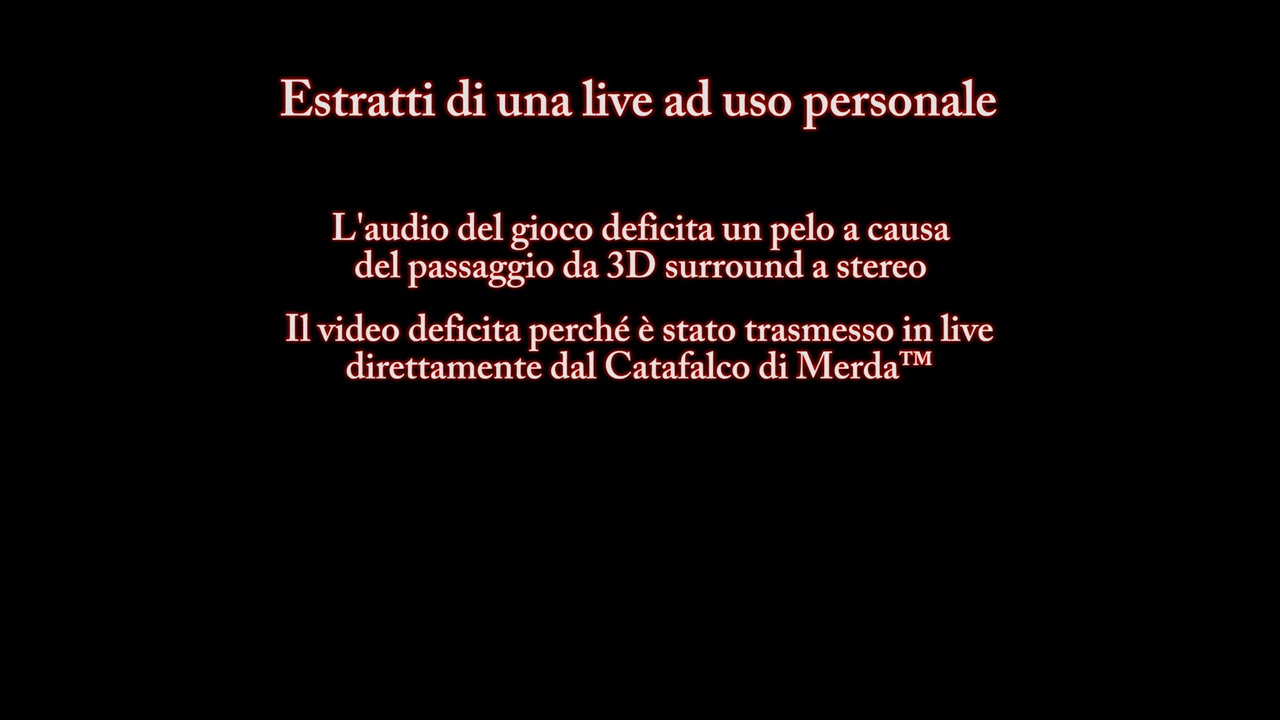 Estratti di una live ad uso personale
L'audio del gioco deficita un pelo a causa
del passaggio da 3D surround a stereo
Il video deficita perché è stato trasmesso in live
direttamente dal Catafalco di Merda™